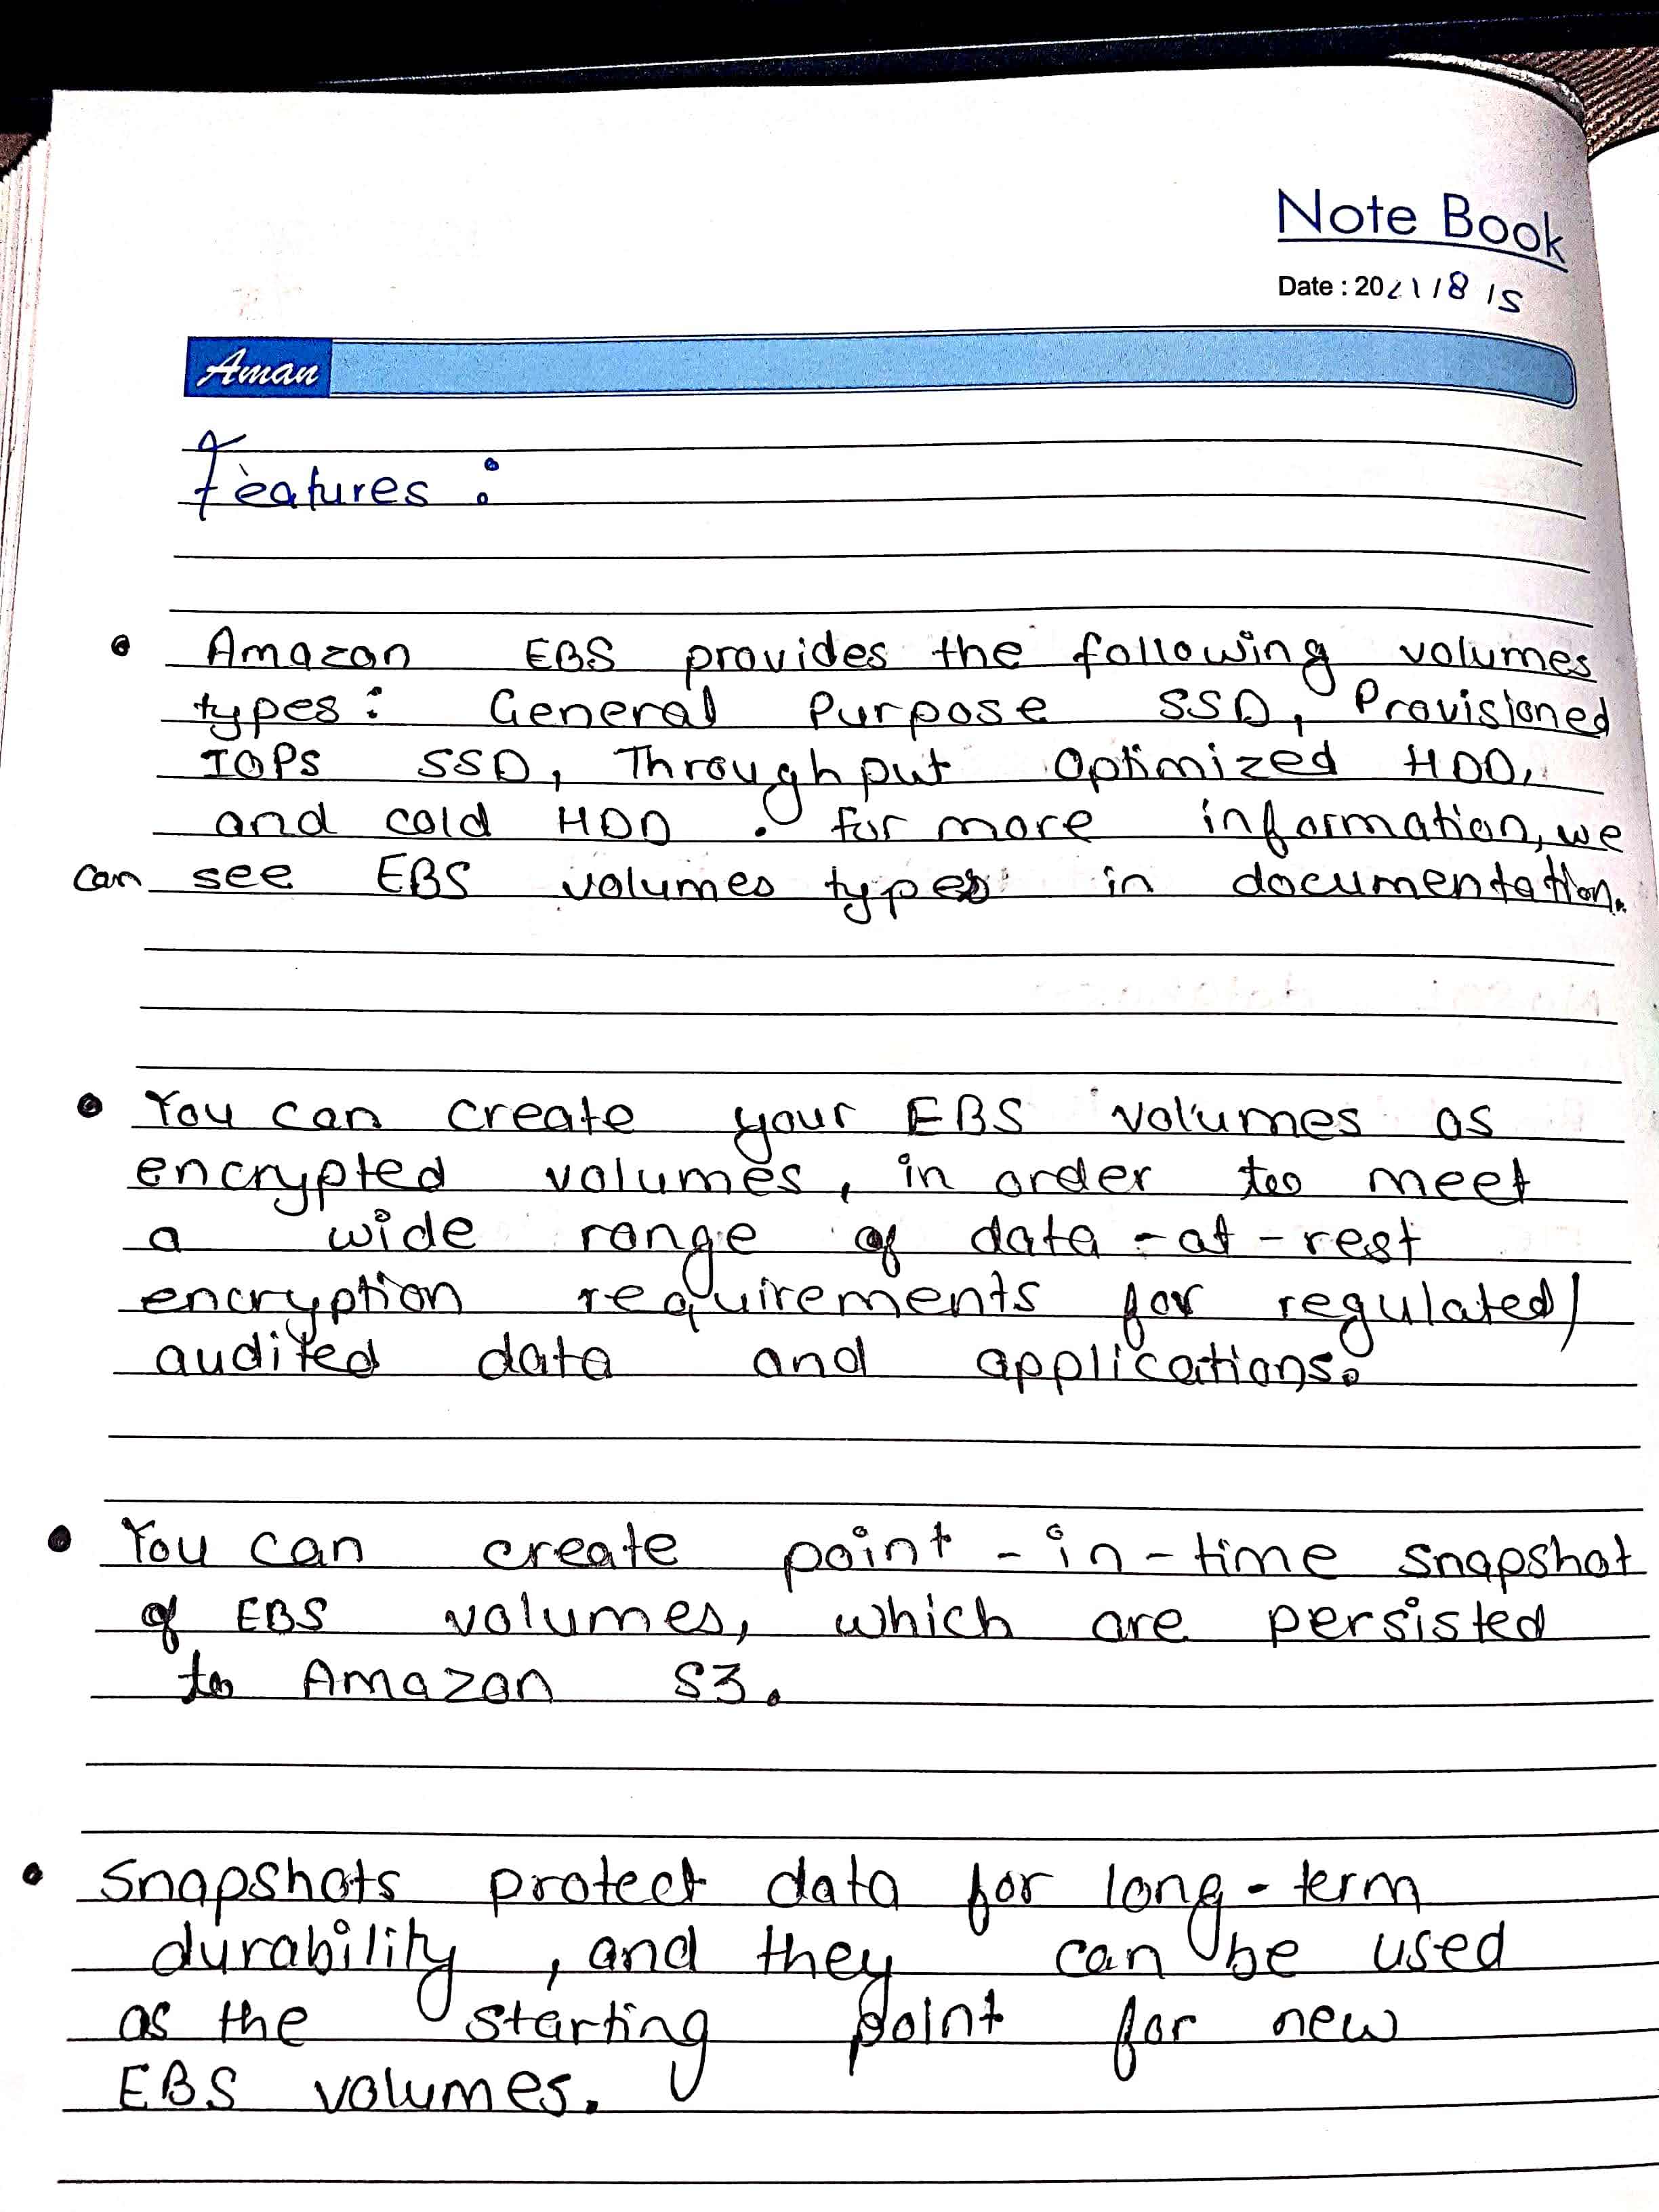 Note Book
Date : 2021/8/5
Aman
Features :
• Amazon EBS provides the following volumes
types: General Purpose SSD, Provisioned
IOPs SSD, Throughput Optimized HDD,
and cold HDD . for more information, we
can see EBS volumes types in documentation.
• You can create your EBS volumes as
encrypted volumes, in order to meet
a wide range of data-at-rest
encryption requirements for regulated/
audited data and applications.
• You can create point-in-time snapshot
of EBS volumes, which are persisted
to Amazon S3.
• Snapshots protect data for long-term
durability, and they can be used
as the starting point for new
EBS volumes.